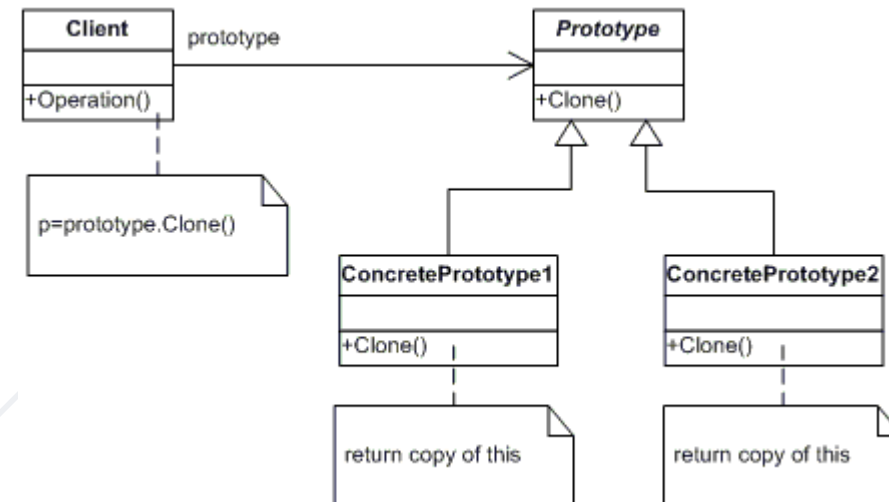 Client
prototype
Prototype
+Operation()
+Clone()
p=prototype.Clone()
ConcretePrototype1
ConcretePrototype2
+Clone()
+Clone()
return copy of this
return copy of this